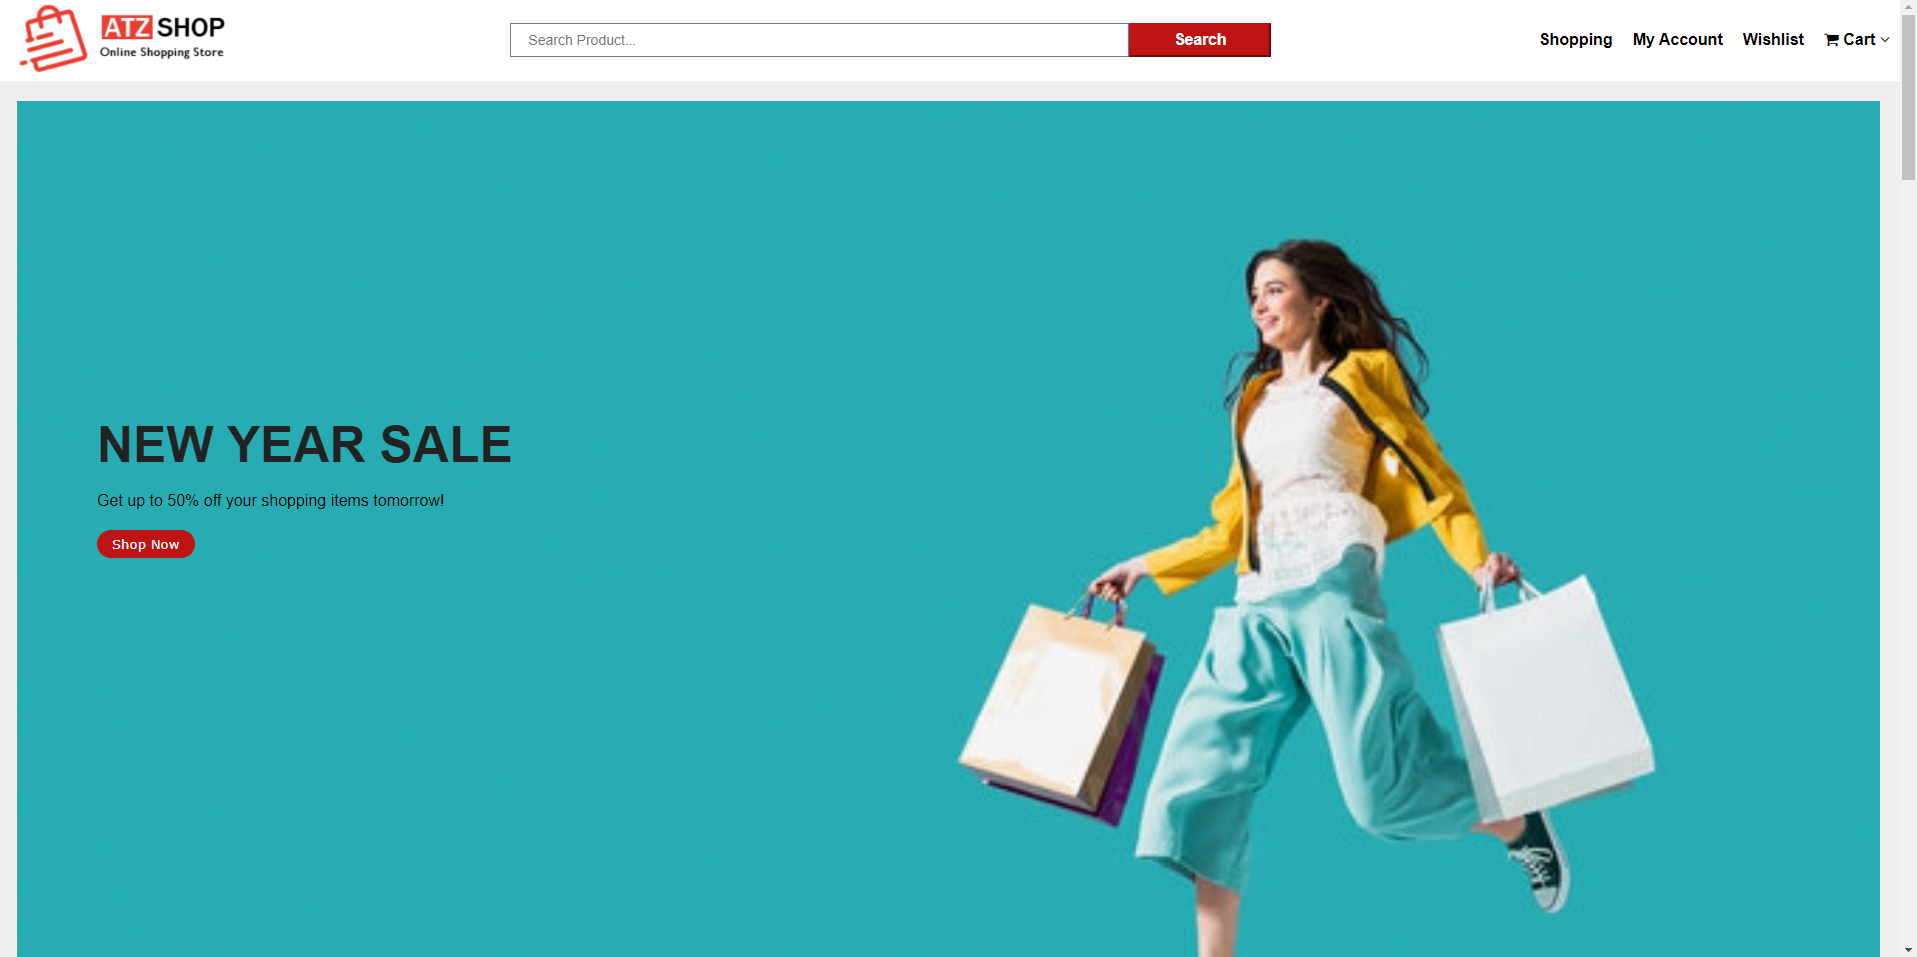 ATZ SHOP
Online Shopping Store
Search Product...
Search
Shopping
My Account
Wishlist
Cart
NEW YEAR SALE
Get up to 50% off your shopping items tomorrow!
Shop Now